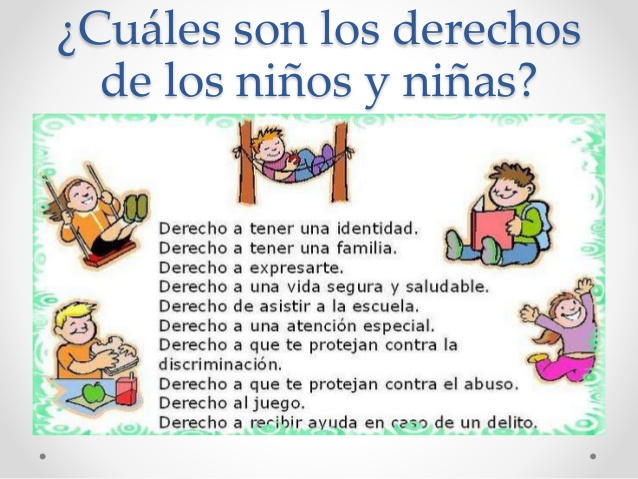 ¿Cuáles son los derechos
de los niños y niñas?
Derecho a tener una identidad.
Derecho a tener una familia.
Derecho a expresarte.
Derecho a una vida segura y saludable.
Derecho de asistir a la escuela.
Derecho a una atención especial.
Derecho a que te protejan contra la
discriminación.
Derecho a que te protejan contra el abuso.
Derecho al juego.
Derecho a recibir ayuda en caso de un delito.